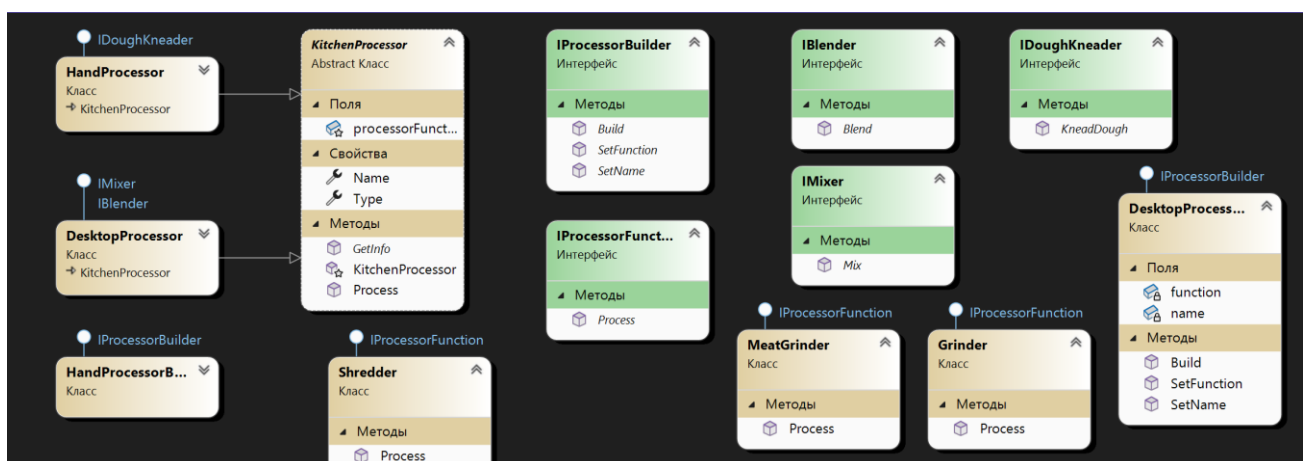 IDoughKneader
HandProcessor
Класс
KitchenProcessor
IMixer
IBlender
DesktopProcessor
Класс
KitchenProcessor
IProcessorBuilder
HandProcessorB...
Класс
KitchenProcessor
Abstract Класс
Поля
processorFunct...
Свойства
Name
Type
Методы
GetInfo
KitchenProcessor
Process
IProcessorFunction
Shredder
Класс
Методы
Process
IProcessorBuilder
Интерфейс
Методы
Build
SetFunction
SetName
IProcessorFunct...
Интерфейс
Методы
Process
IBlender
Интерфейс
Методы
Blend
IMixer
Интерфейс
Методы
Mix
IProcessorFunction
MeatGrinder
Класс
Методы
Process
IDoughKneader
Интерфейс
Методы
KneadDough
IProcessorFunction
Grinder
Класс
Методы
Process
IProcessorBuilder
DesktopProcess...
Класс
Поля
function
name
Методы
Build
SetFunction
SetName